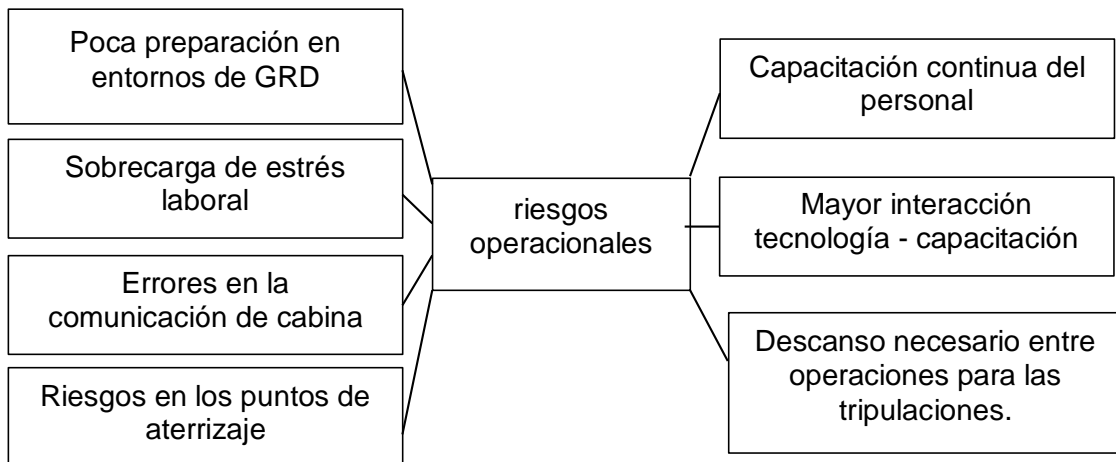 Poca preparación en
entornos de GRD
Sobrecarga de estrés
laboral
Errores en la
comunicación de cabina
Riesgos en los puntos de
aterrizaje
riesgos
operacionales
Capacitación continua del
personal
Mayor interacción
tecnología - capacitación
Descanso necesario entre
operaciones para las
tripulaciones.